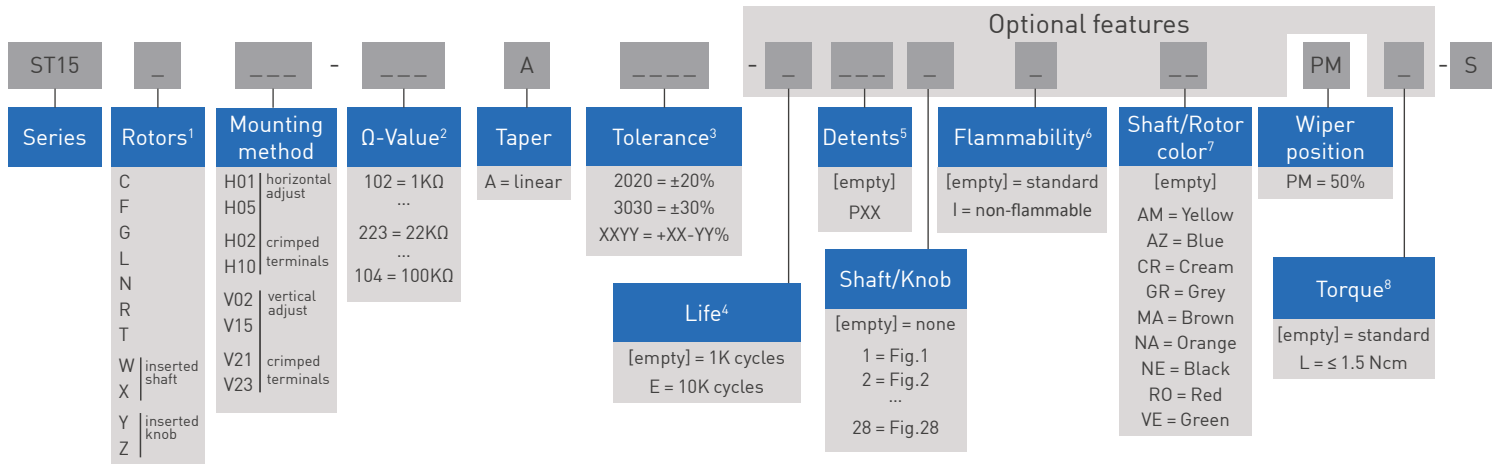 Optional features
ST15 _ _ _ _ - _ _ _ A _ _ _ _ - _ _ _ _ _ _ _ _ PM _ - S
Series
Rotors1
Mounting
method
Ω-Value2
Taper
Tolerance3
Detents5
Flammability6
Shaft/Rotor
color7
Wiper
position
C
F
G
L
N
R
T
W
X
inserted
shaft
Y
Z
inserted
knob
H01
H05
horizontal
adjust
H02
H10
crimped
terminals
V02
V15
vertical
adjust
V21
V23
crimped
terminals
102 = 1KΩ
...
223 = 22KΩ
...
104 = 100KΩ
A = linear
2020 = ±20%
3030 = ±30%
XXYY = +XX-YY%
Life4
[empty] = 1K cycles
E = 10K cycles
[empty]
PXX
Shaft/Knob
[empty] = none
1 = Fig.1
2 = Fig.2
...
28 = Fig.28
[empty] = standard
I = non-flammable
[empty]
AM = Yellow
AZ = Blue
CR = Cream
GR = Grey
MA = Brown
NA = Orange
NE = Black
RO = Red
VE = Green
PM = 50%
Torque8
[empty] = standard
L = ≤ 1.5 Ncm